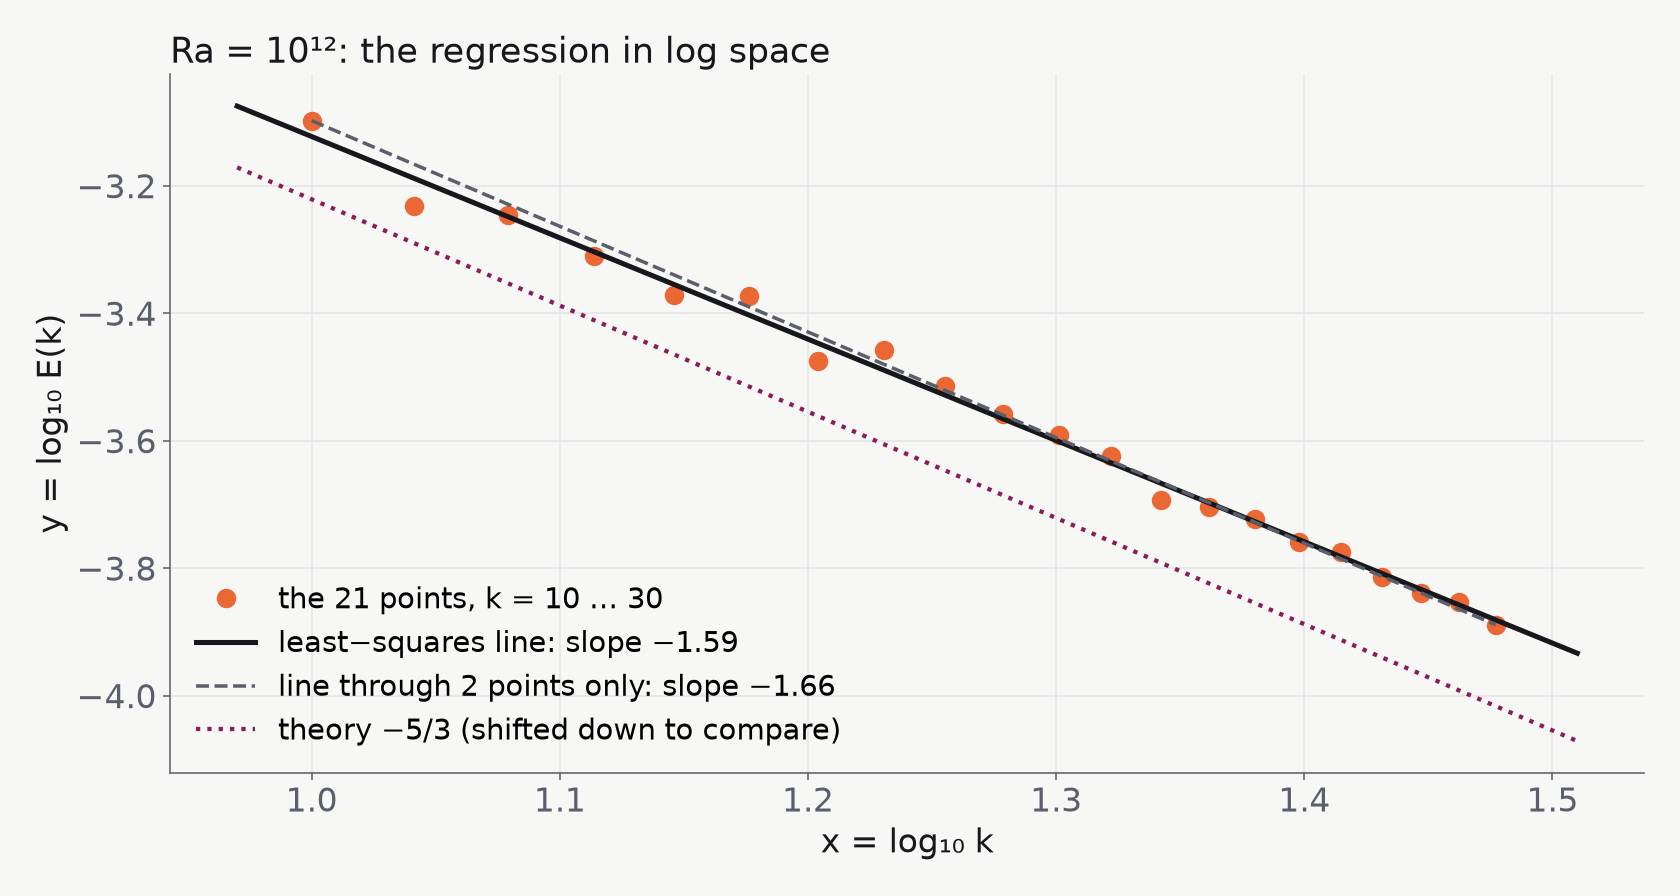 Ra = 10¹²: the regression in log space
y = log₁₀ E(k)
−3.2
−3.4
−3.6
−3.8
−4.0
the 21 points, k = 10 ... 30
least−squares line: slope −1.59
line through 2 points only: slope −1.66
theory −5/3 (shifted down to compare)
1.0 1.1 1.2 1.3 1.4 1.5
x = log₁₀ k